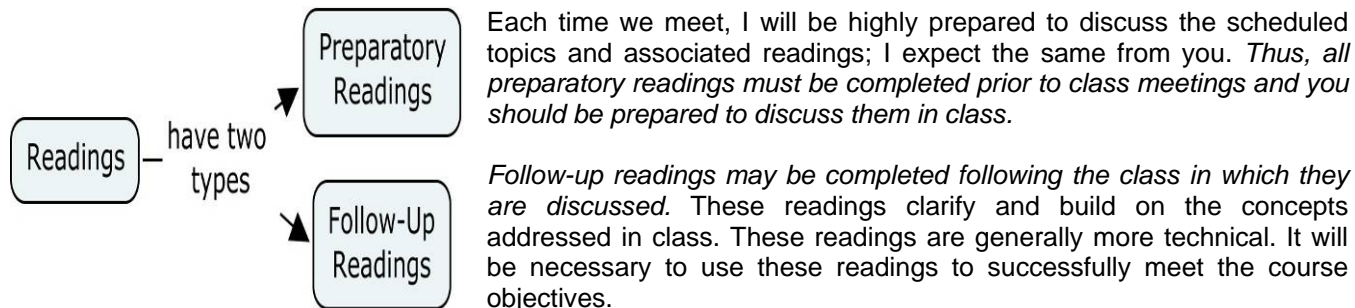 Preparatory
Readings
Readings
have two
types
Follow-Up
Readings
Each time we meet, I will be highly prepared to discuss the scheduled
topics and associated readings; I expect the same from you. Thus, all
preparatory readings must be completed prior to class meetings and you
should be prepared to discuss them in class.
Follow-up readings may be completed following the class in which they
are discussed. These readings clarify and build on the concepts
addressed in class. These readings are generally more technical. It will
be necessary to use these readings to successfully meet the course
objectives.